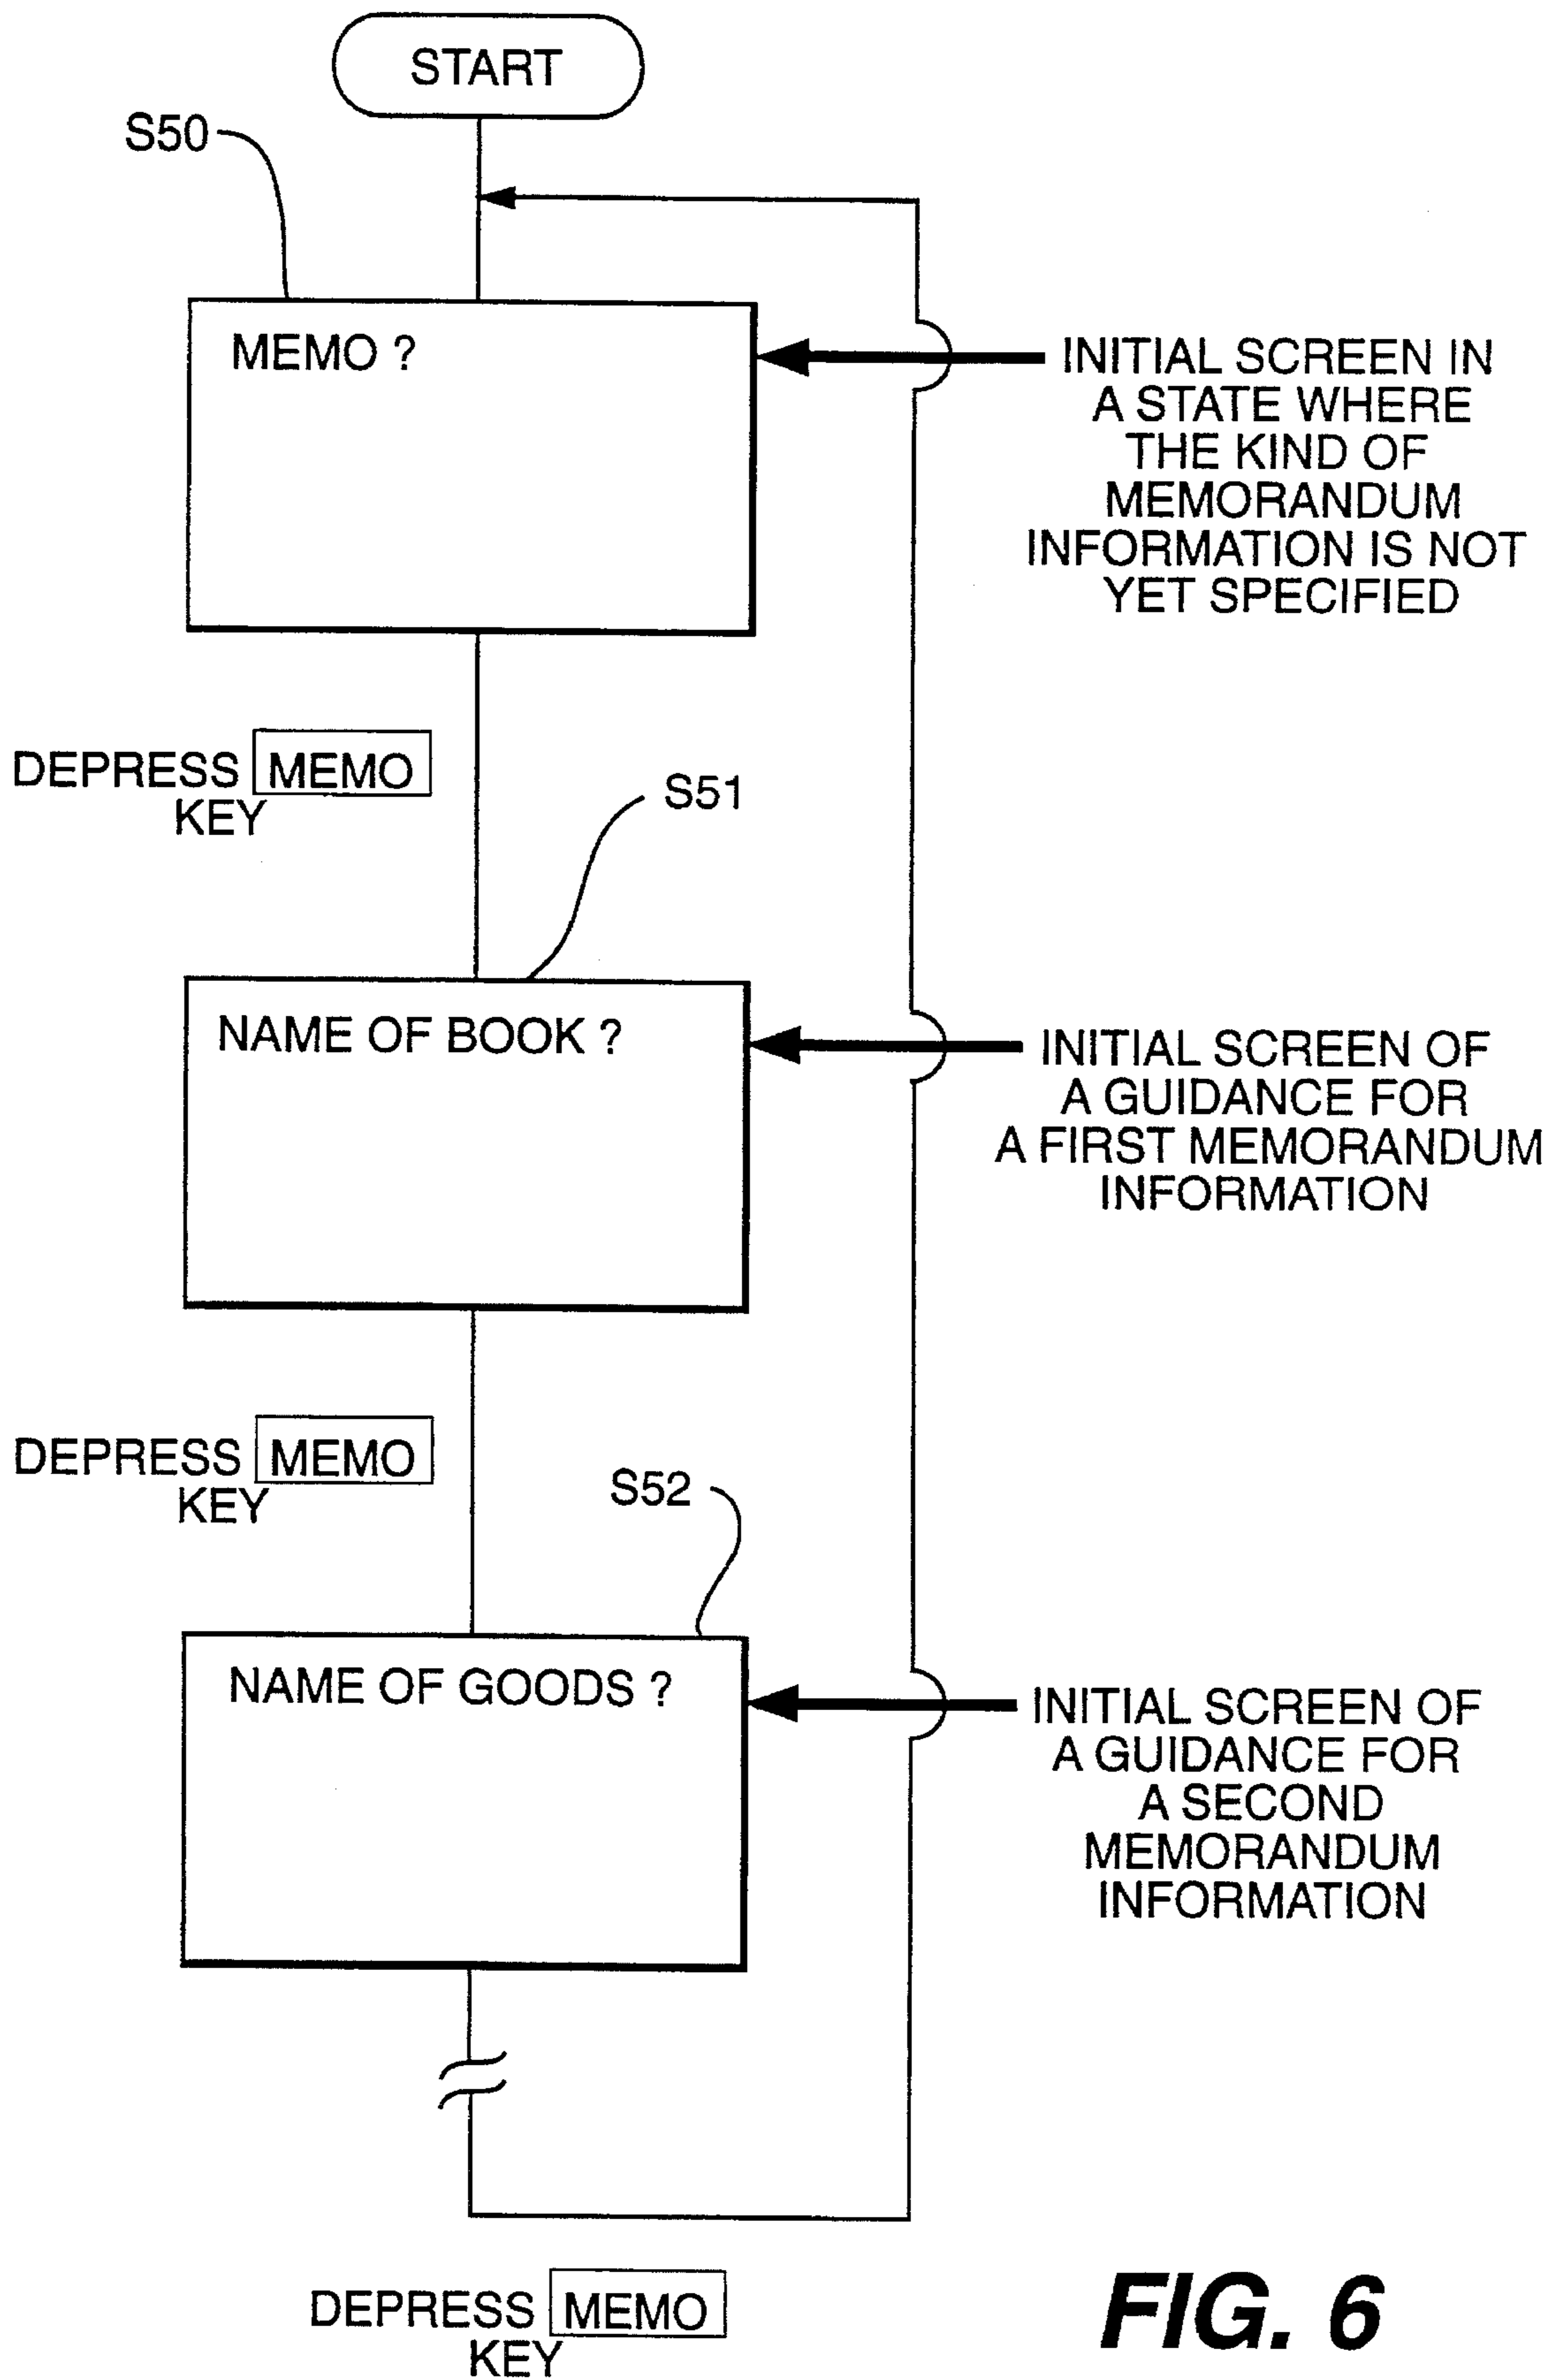 START
S50
MEMO ?
INITIAL SCREEN IN
A STATE WHERE
THE KIND OF
MEMORANDUM
INFORMATION IS NOT
YET SPECIFIED
DEPRESS MEMO
KEY
S51
NAME OF BOOK ?
INITIAL SCREEN OF
A GUIDANCE FOR
A FIRST MEMORANDUM
INFORMATION
DEPRESS MEMO
KEY
S52
NAME OF GOODS ?
INITIAL SCREEN OF
A GUIDANCE FOR
A SECOND
MEMORANDUM
INFORMATION
DEPRESS MEMO
KEY
FIG. 6